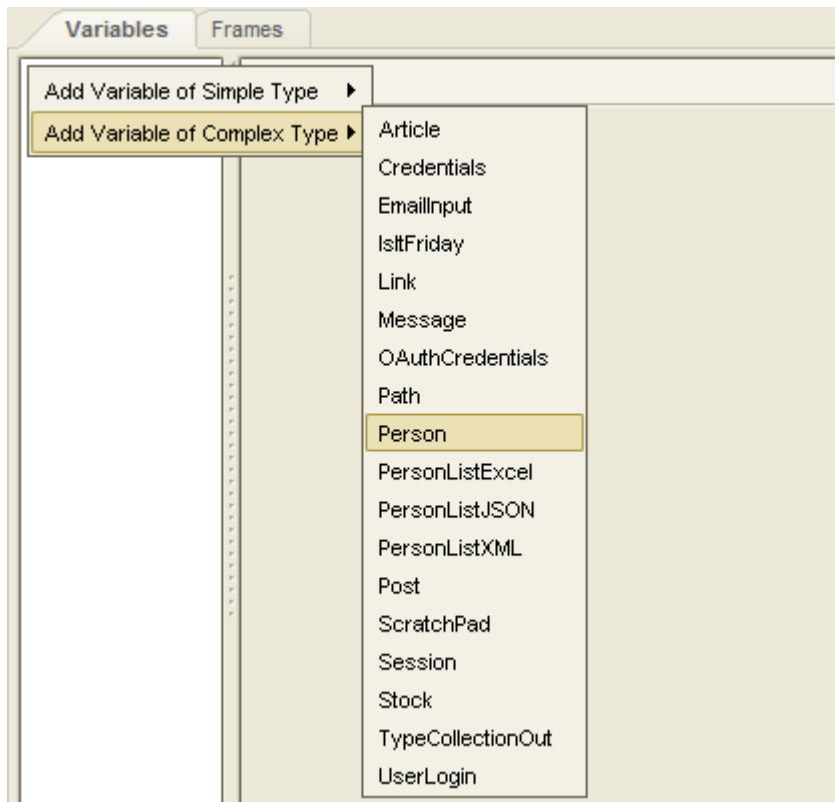 Variables
Frames
Add Variable of Simple Type
Add Variable of Complex Type
Article
Credentials
EmailInput
IsItFriday
Link
Message
OAuthCredentials
Path
Person
PersonListExcel
PersonListJSON
PersonListXML
Post
ScratchPad
Session
Stock
TypeCollectionOut
UserLogin